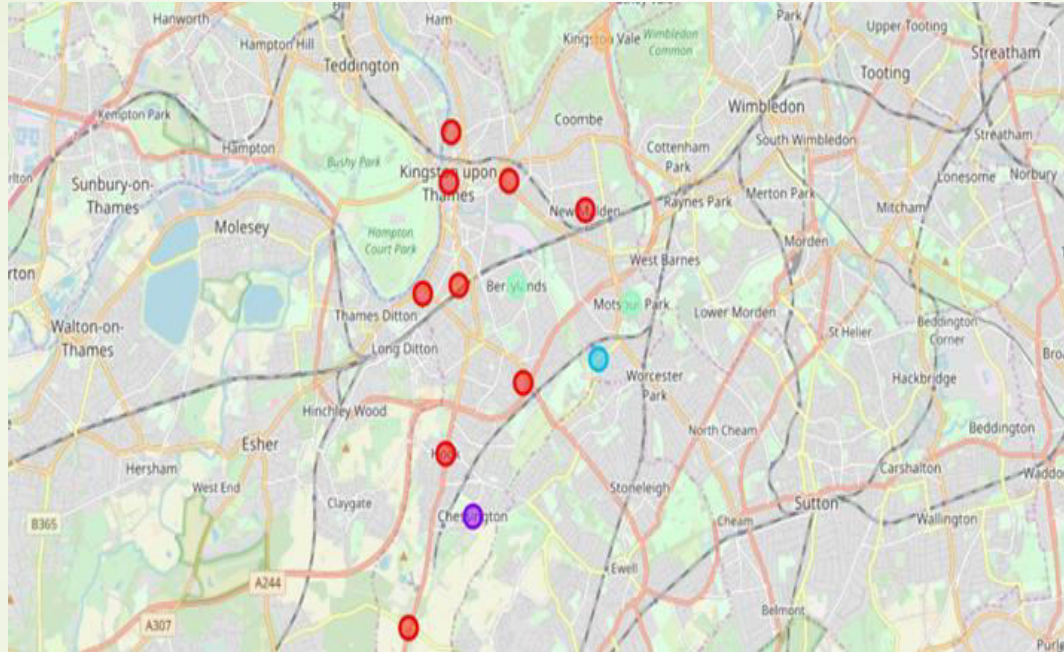 Hanworth
Ham
Park
Upper Tooting
Hampton Hill
Kingston Vale
Wimbledon
Common
Streatham
Teddington
Tooting
Kempton Park
Wimbledon
Coombe
Hampton
South Wimbledon
Streatham
Cottenham
Park
Bushy Park
Kingston upon
Thames
Lonesome
Norbury
Sunbury-on-
Thames
Merton Park
Raynes Park
Mitcham
Molesey
Hampton
Court Park
Morden
West Barnes
Thames Ditton
Lower Morden
St Helier
Beddington
Corner
Walton-on-
Thames
Long Ditton
Worcester
Park
Hackbridge
Hinchley Wood
North Cheam
Beddington
Esher
Hersham
Carshalton
West End
Claygate
Stoneleigh
Sutton
B365
Cheam
Wallington
Ewell
A244
Belmont
A307